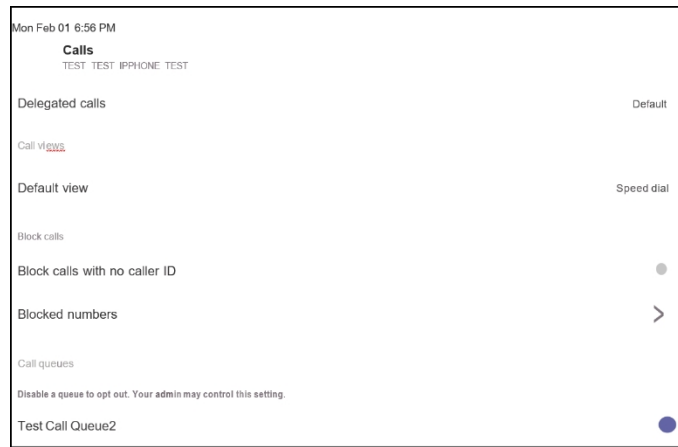 Mon Feb 01 6:56 PM
Calls
TEST TEST IPPHONE TEST
Delegated calls Default
Call views
Default view Speed dial
Block calls
Block calls with no caller ID
Blocked numbers
Call queues
Disable a queue to opt out. Your admin may control this setting.
Test Call Queue2